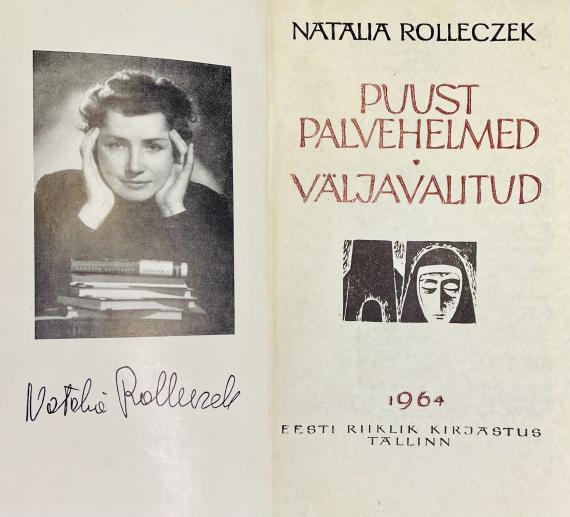 Natalia Rolleczek
NATALIA ROLLECZEK
PUUST
PALVEHELMED
VÄLJAVALITUD
1964
EESTI RIIKLIK KIRJASTUS
TALLINN